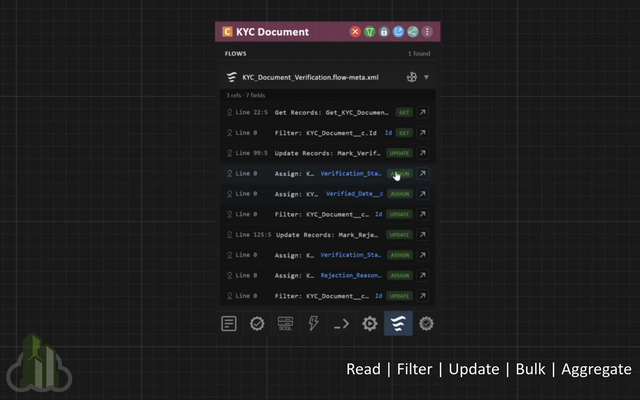 C KYC Document
FLOWS 1 found
KYC_Document_Verification.flow-meta.xml
3 refs · 7 fields
Line 22:5 Get Records: Get_KYC_Documen… GET
Line 0 Filter: KYC_Document__c.Id Id GET
Line 99:5 Update Records: Mark_Verif… UPDATE
Line 0 Assign: K… Verification_Sta… ASSIGN
Line 0 Assign: KY… Verified_Date__c ASSIGN
Line 0 Filter: KYC_Document__c… Id UPDATE
Line 125:5 Update Records: Mark_Reje… UPDATE
Line 0 Assign: K… Verification_Sta… ASSIGN
Line 0 Assign: K… Rejection_Reason… ASSIGN
Line 0 Filter: KYC_Document__c… Id UPDATE
SOQL
Read | Filter | Update | Bulk | Aggregate